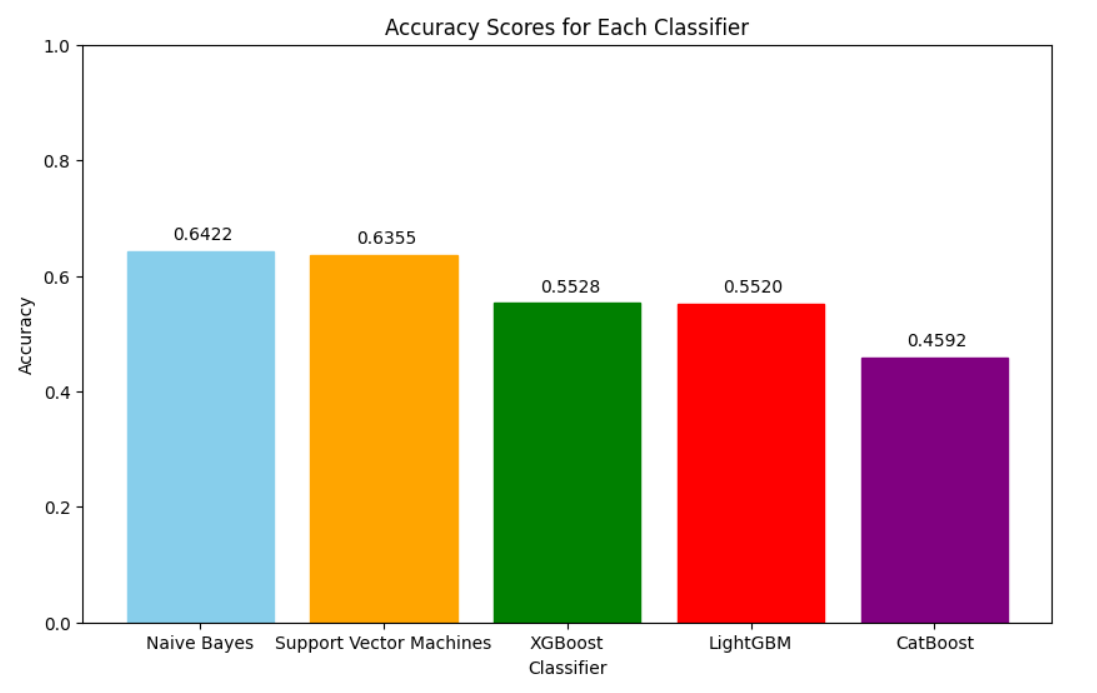 Accuracy Scores for Each Classifier
1.0
0.8
0.6
0.4
0.2
0.0
Accuracy
0.6422
0.6355
0.5528
0.5520
0.4592
Naive Bayes Support Vector Machines XGBoost LightGBM CatBoost
Classifier